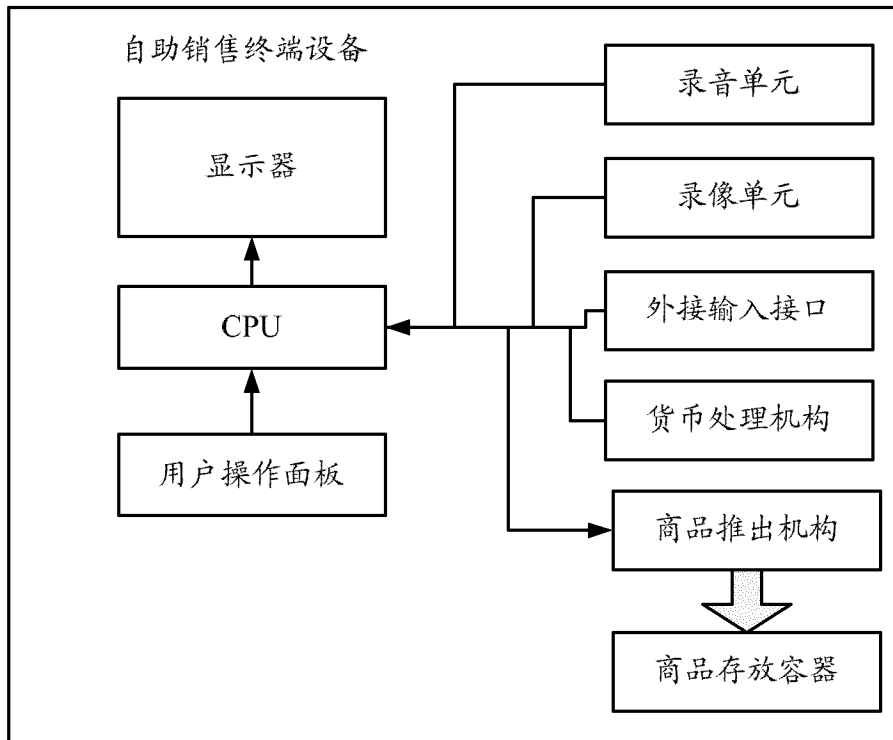 自助销售终端设备
显示器
CPU
用户操作面板
录音单元
录像单元
外接输入接口
货币处理机构
商品推出机构
商品存放容器